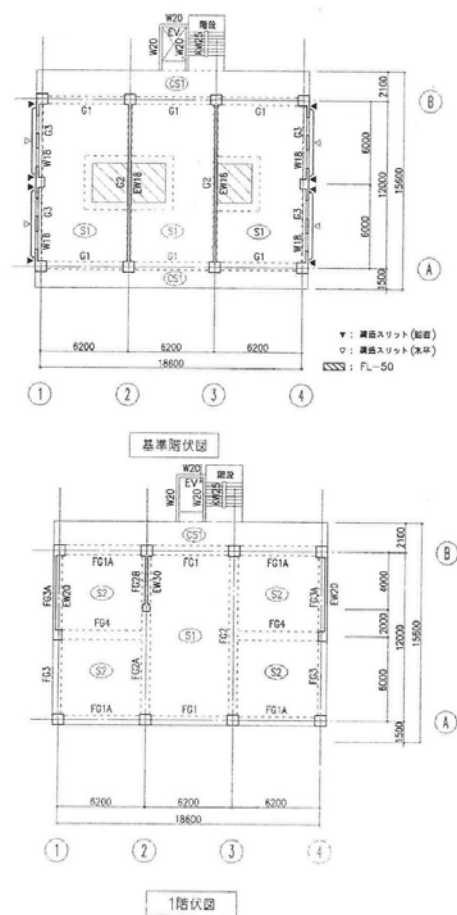 W20
EV
階段
W20
W20
KW25
CS1
G1
G1
G1
B
G3
W18
G2
EW18
G2
EW18
G3
W18
G3
W18
G3
W18
S1
S1
S1
G1
G1
G1
A
CS1
2100
6000
12000
15600
6000
1500
6200
6200
6200
18600
1
2
3
4
▼ : 構造スリット(鉛直)
▽ : 構造スリット(水平)
: FL-50
基準階伏図
W20
EV
階段
W20
W20
KW25
CS1
FG1A
FG1
FG1A
B
FG3A
EW20
S2
FG2B
EW30
S2
FG3A
EW20
FG4
S1
FG2
FG4
FG3
S2
FG2A
S2
FG3
FG1A
FG1
FG1A
A
2100
4000
2000
12000
15600
6000
1500
6200
6200
6200
18600
1
2
3
4
1階伏図